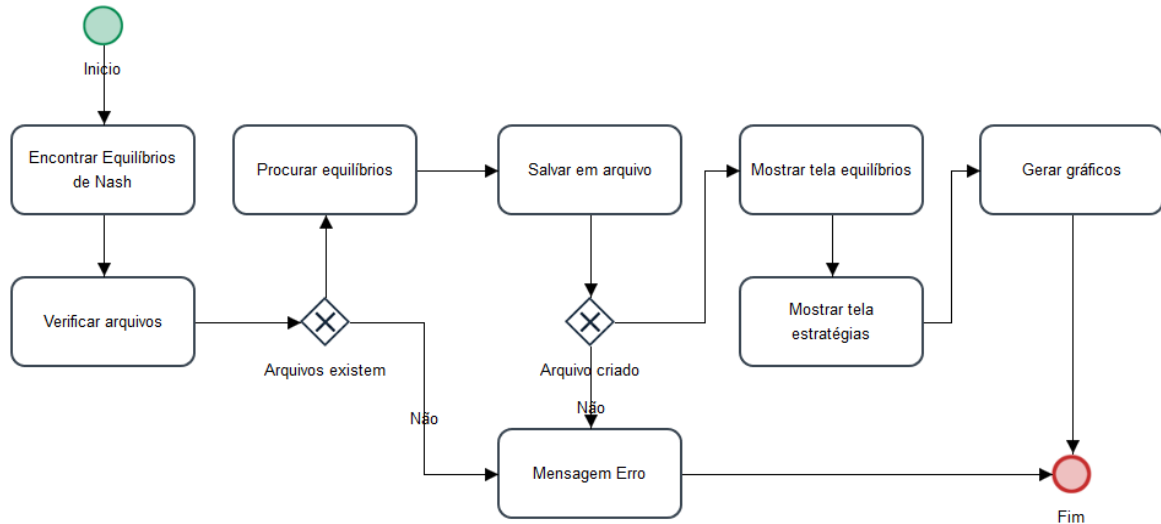 Inicio
Encontrar Equilíbrios
de Nash
Procurar equilíbrios
Salvar em arquivo
Mostrar tela equilíbrios
Gerar gráficos
Verificar arquivos
Mostrar tela
estratégias
Arquivos existem
Arquivo criado
Não
Não
Mensagem Erro
Fim